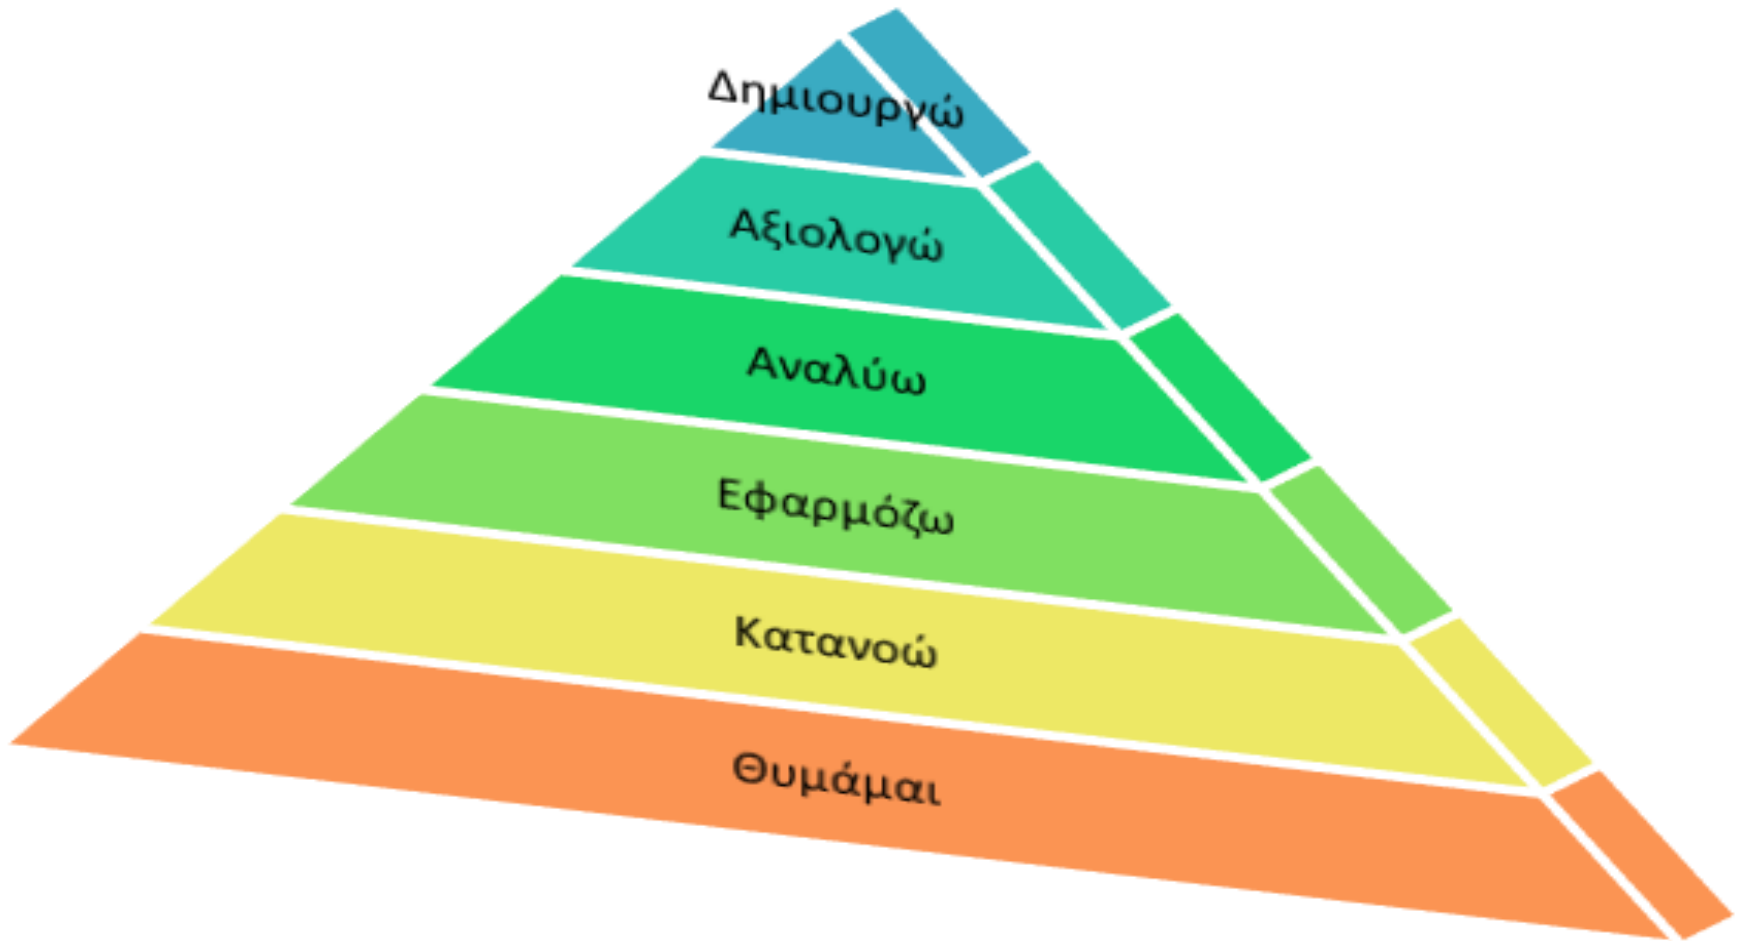 Δημιουργώ
Αξιολογώ
Αναλύω
Εφαρμόζω
Κατανοώ
Θυμάμαι